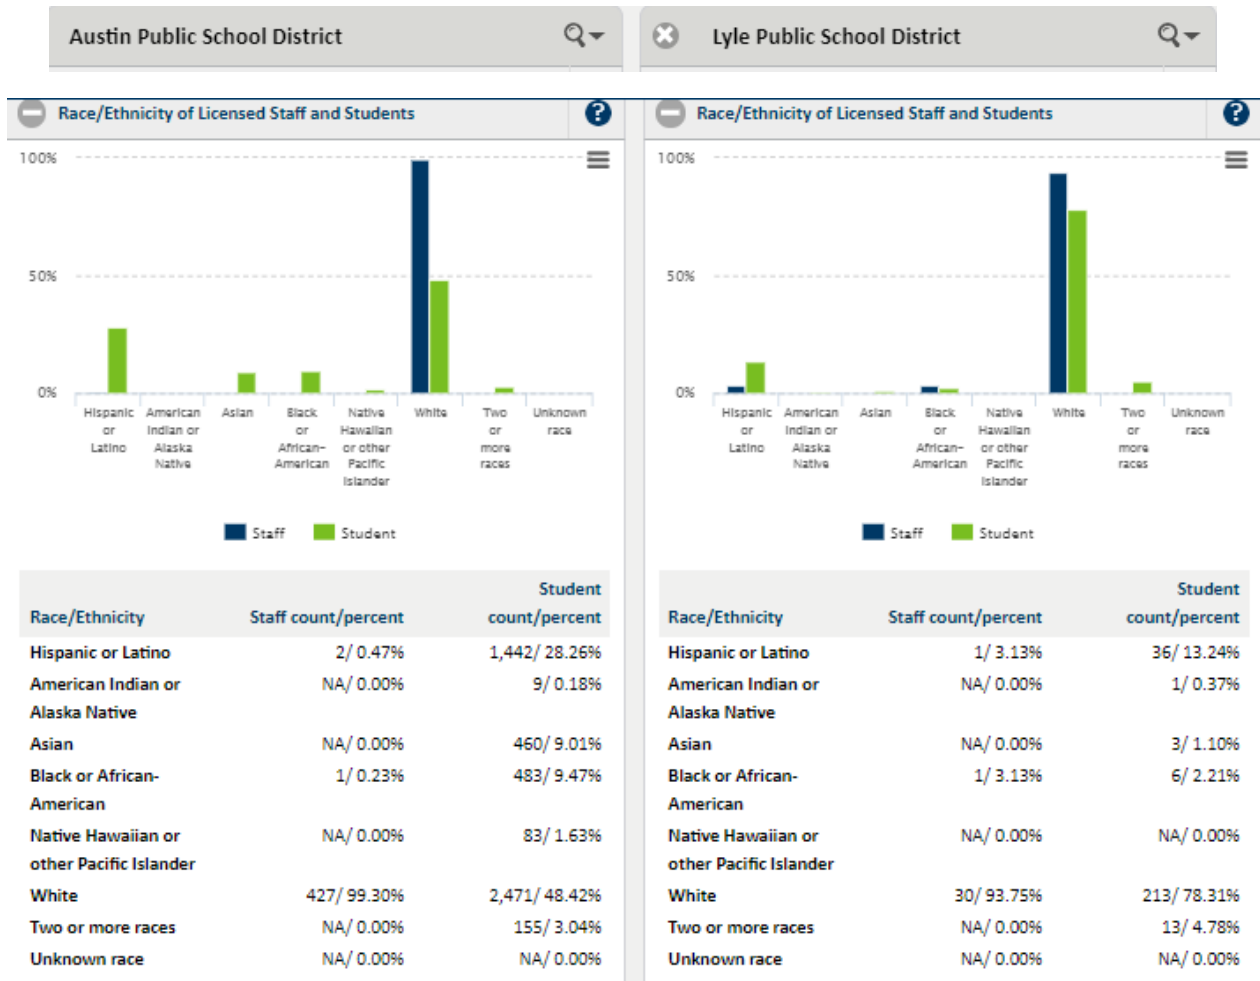 Austin Public School District
Lyle Public School District
Race/Ethnicity of Licensed Staff and Students
?
100%
50%
0%
Hispanic or Latino
American Indian or Alaska Native
Asian
Black or African-American
Native Hawaiian or other Pacific Islander
White
Two or more races
Unknown race
Staff
Student
Race/Ethnicity Staff count/percent Student count/percent
Hispanic or Latino 2/ 0.47% 1,442/ 28.26%
American Indian or Alaska Native NA/ 0.00% 9/ 0.18%
Asian NA/ 0.00% 460/ 9.01%
Black or African-American 1/ 0.23% 483/ 9.47%
Native Hawaiian or other Pacific Islander NA/ 0.00% 83/ 1.63%
White 427/ 99.30% 2,471/ 48.42%
Two or more races NA/ 0.00% 155/ 3.04%
Unknown race NA/ 0.00% NA/ 0.00%
Race/Ethnicity of Licensed Staff and Students
?
100%
50%
0%
Hispanic or Latino
American Indian or Alaska Native
Asian
Black or African-American
Native Hawaiian or other Pacific Islander
White
Two or more races
Unknown race
Staff
Student
Race/Ethnicity Staff count/percent Student count/percent
Hispanic or Latino 1/ 3.13% 36/ 13.24%
American Indian or Alaska Native NA/ 0.00% 1/ 0.37%
Asian NA/ 0.00% 3/ 1.10%
Black or African-American 1/ 3.13% 6/ 2.21%
Native Hawaiian or other Pacific Islander NA/ 0.00% NA/ 0.00%
White 30/ 93.75% 213/ 78.31%
Two or more races NA/ 0.00% 13/ 4.78%
Unknown race NA/ 0.00% NA/ 0.00%